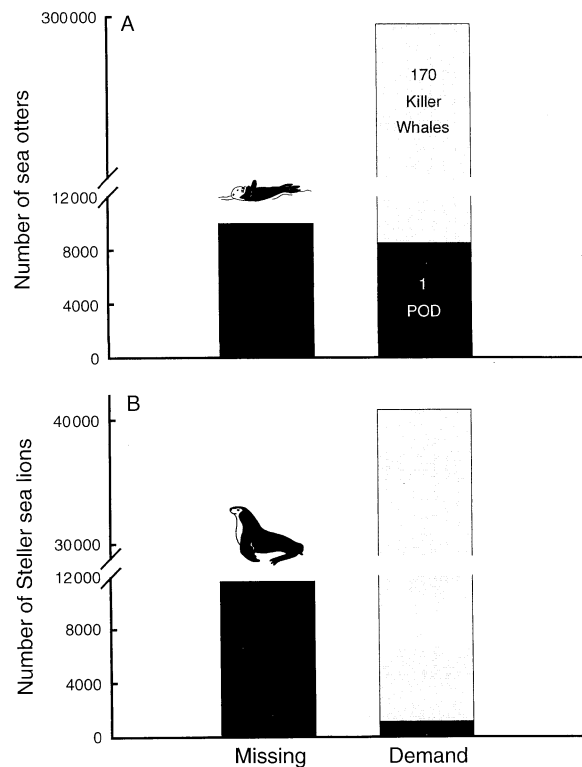 300000
A
170
Killer
Whales
Number of sea otters
12000
8000
4000
0
1
POD
B
40000
30000
Number of Steller sea lions
12000
8000
4000
0
Missing
Demand